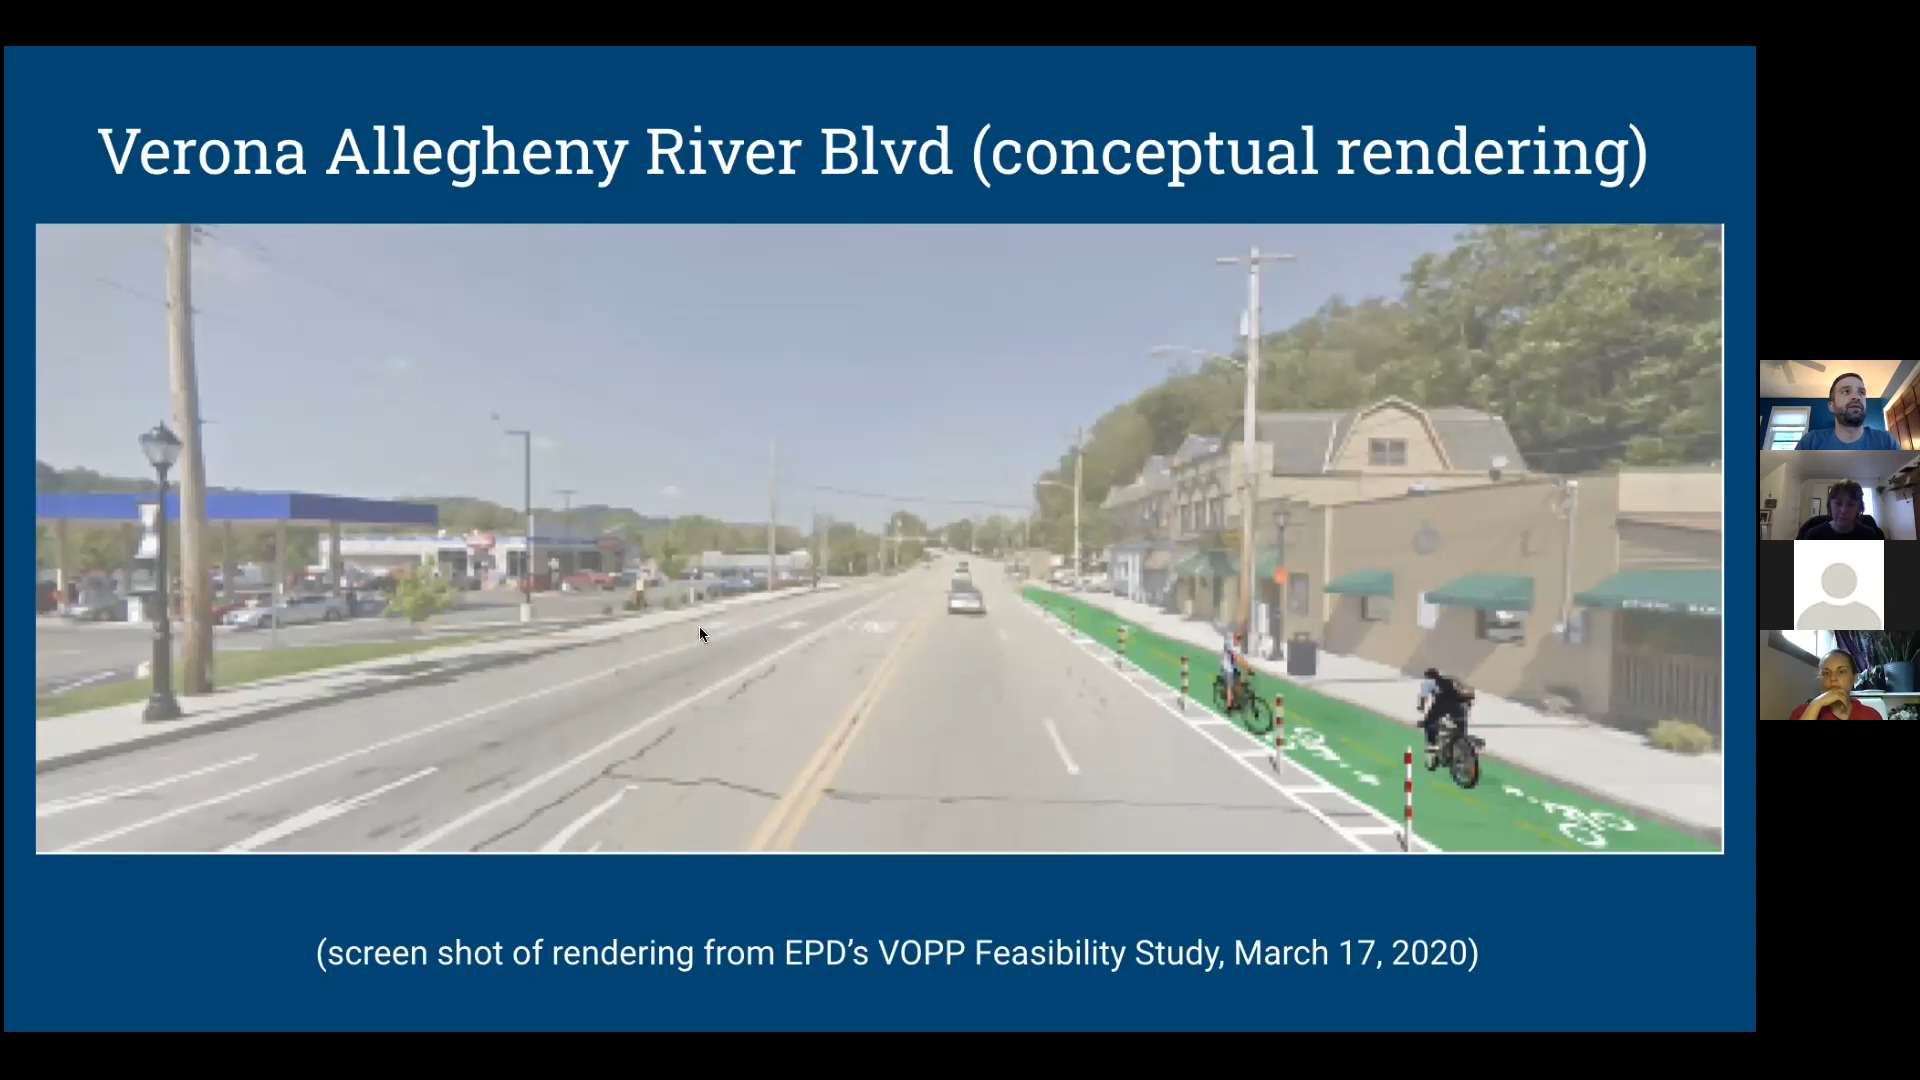 Verona Allegheny River Blvd (conceptual rendering)
(screen shot of rendering from EPD’s VOPP Feasibility Study, March 17, 2020)